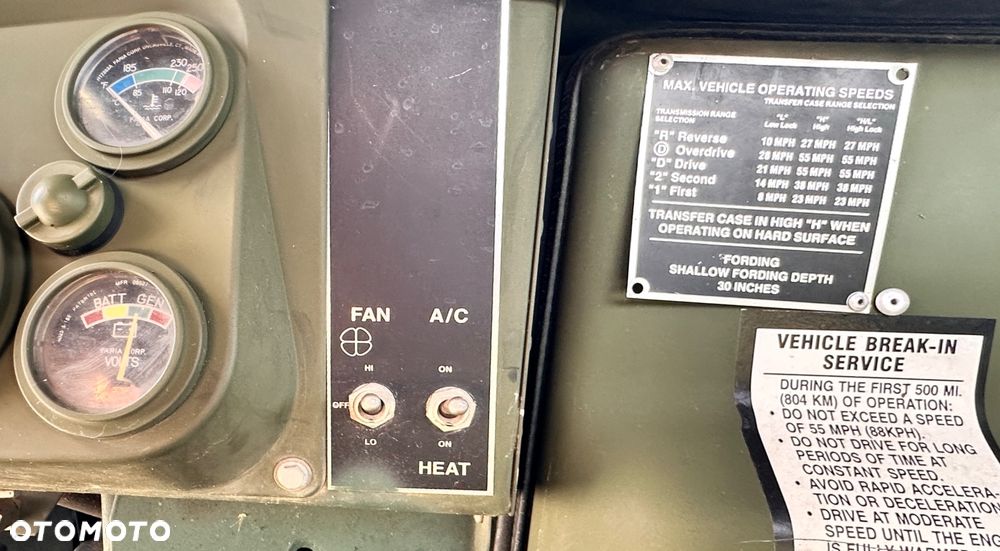 185 230 250
85 110 120
°C
FARIA CORP.
BATT GEN
FARIA CORP.
VOLTS
FAN A/C
HI ON
OFF
LO ON
HEAT
MAX. VEHICLE OPERATING SPEEDS
TRANSFER CASE RANGE SELECTION
TRANSMISSION RANGE SELECTION "L" Low Lock "H" High "H/L" High Lock
"R" Reverse 10 MPH 27 MPH 27 MPH
Ⓓ Overdrive 28 MPH 55 MPH 55 MPH
"D" Drive 21 MPH 55 MPH 55 MPH
"2" Second 14 MPH 38 MPH 38 MPH
"1" First 8 MPH 23 MPH 23 MPH
TRANSFER CASE IN HIGH "H" WHEN
OPERATING ON HARD SURFACE
FORDING
SHALLOW FORDING DEPTH
30 INCHES
VEHICLE BREAK-IN
SERVICE
DURING THE FIRST 500 MI.
(804 KM) OF OPERATION:
• DO NOT EXCEED A SPEED
OF 55 MPH (88KPH).
• DO NOT DRIVE FOR LONG
PERIODS OF TIME AT
CONSTANT SPEED.
• AVOID RAPID ACCELERA-
TION OR DECELERATION
• DRIVE AT MODERATE
SPEED UNTIL THE ENG
IS FULLY WARME
OTOMOTO